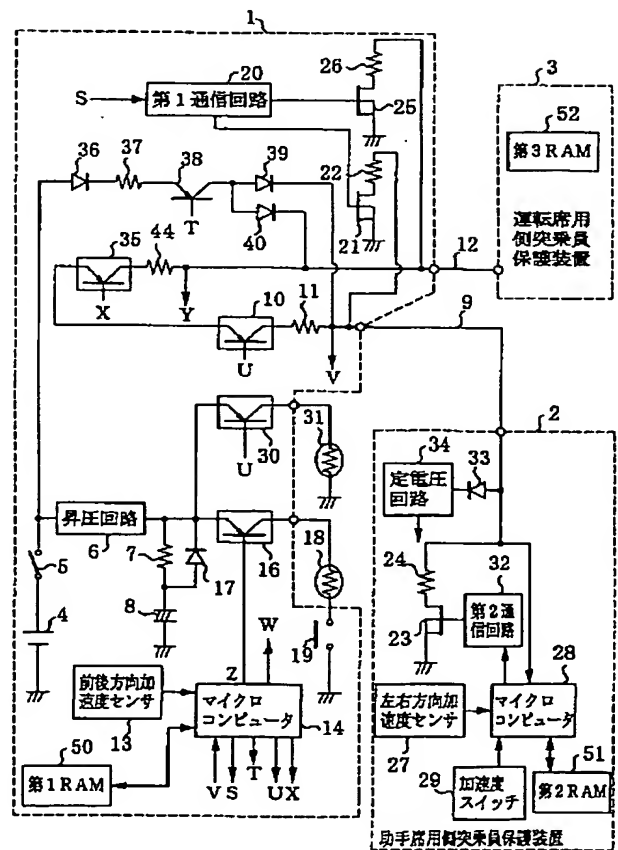 1
20
26
3
S
第1通信回路
25
52
第3RAM
36
37
38
39
22
運転席用
側突乗員
保護装置
T
40
21
35
44
12
X
Y
10
11
9
U
V
30
31
2
U
34
33
定電圧
回路
昇圧回路
6
16
18
24
32
5
7
17
第2通信
回路
8
W
23
28
4
19
前後方向加
速度センサ
Z
マイクロ
コンピュータ
左右方向加
速度センサ
マイクロ
コンピュータ
13
14
27
51
50
加速度
スイッチ
29
第2RAM
第1RAM
V S
T
U X
助手席用側突乗員保護装置